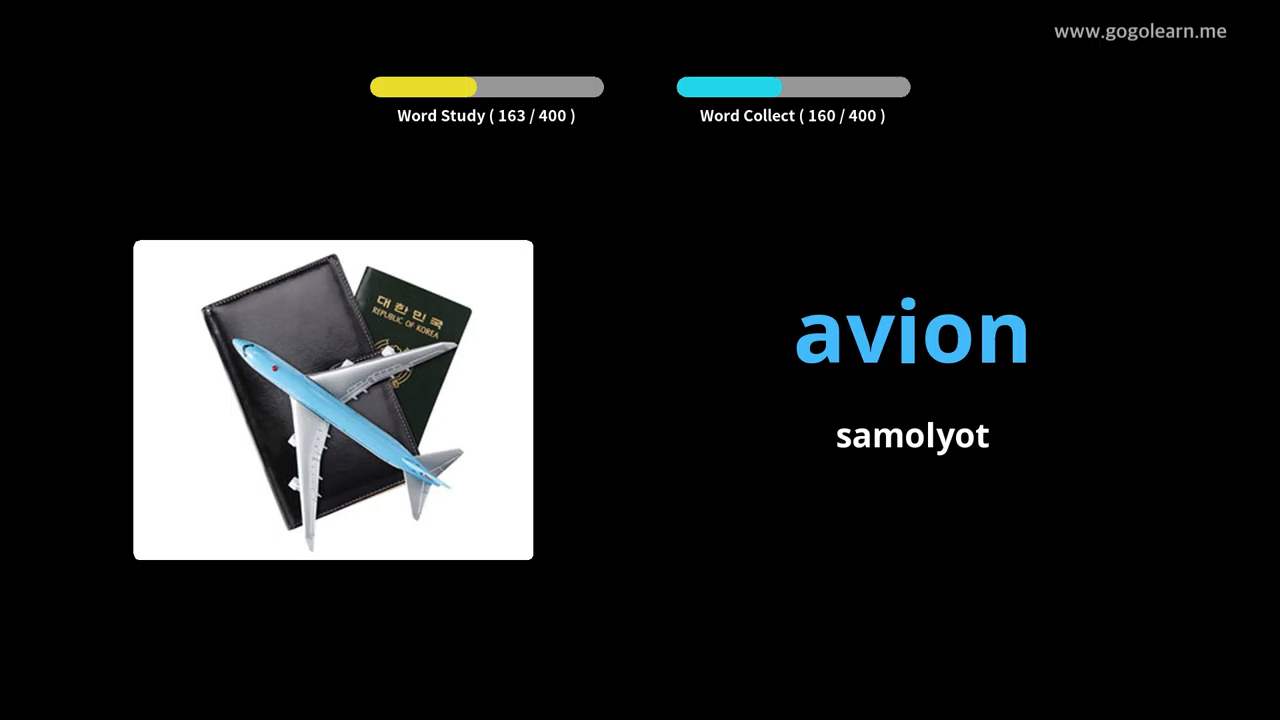 www.gogolearn.me
Word Study ( 163 / 400 )
Word Collect ( 160 / 400 )
대한민국
REPUBLIC OF KOREA
avion
samolyot